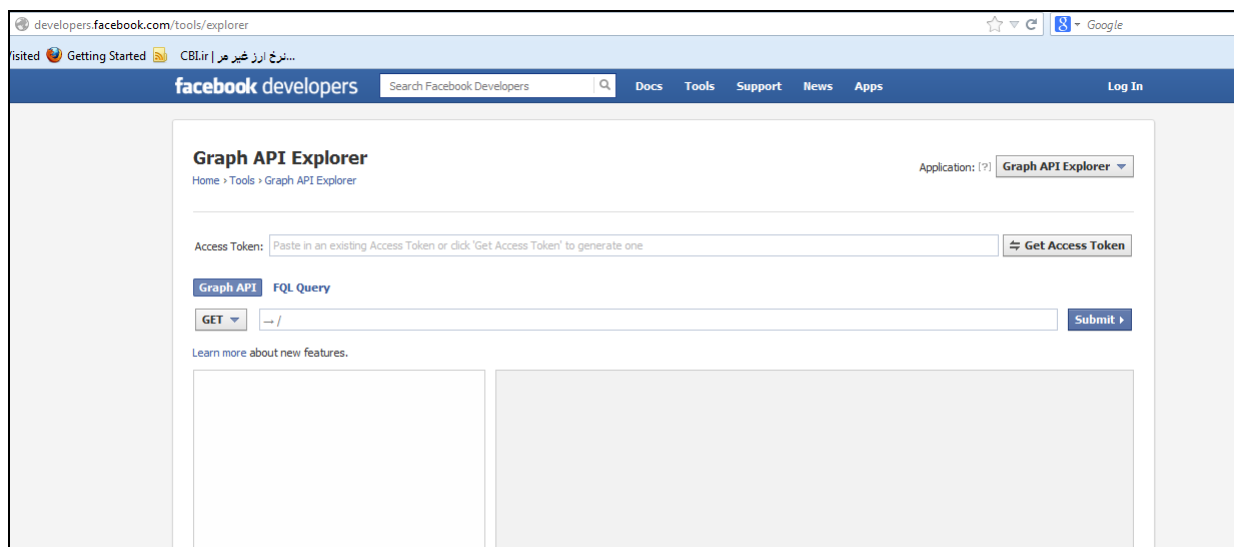 developers.facebook.com/tools/explorer Google
isited Getting Started CBI.ir | نرخ ارز غیر مر...
facebook developers Search Facebook Developers Docs Tools Support News Apps Log In
Graph API Explorer
Application: [?] Graph API Explorer
Home › Tools › Graph API Explorer
Access Token: Paste in an existing Access Token or click 'Get Access Token' to generate one Get Access Token
Graph API FQL Query
GET → / Submit
Learn more about new features.